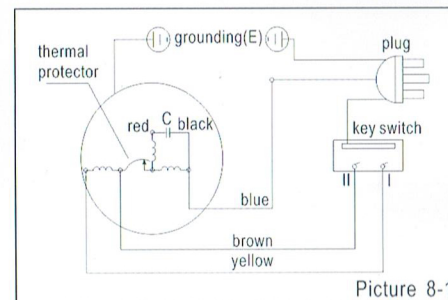 grounding(E)
plug
thermal
protector
red C black
key switch
II I
blue
brown
yellow
Picture 8-1